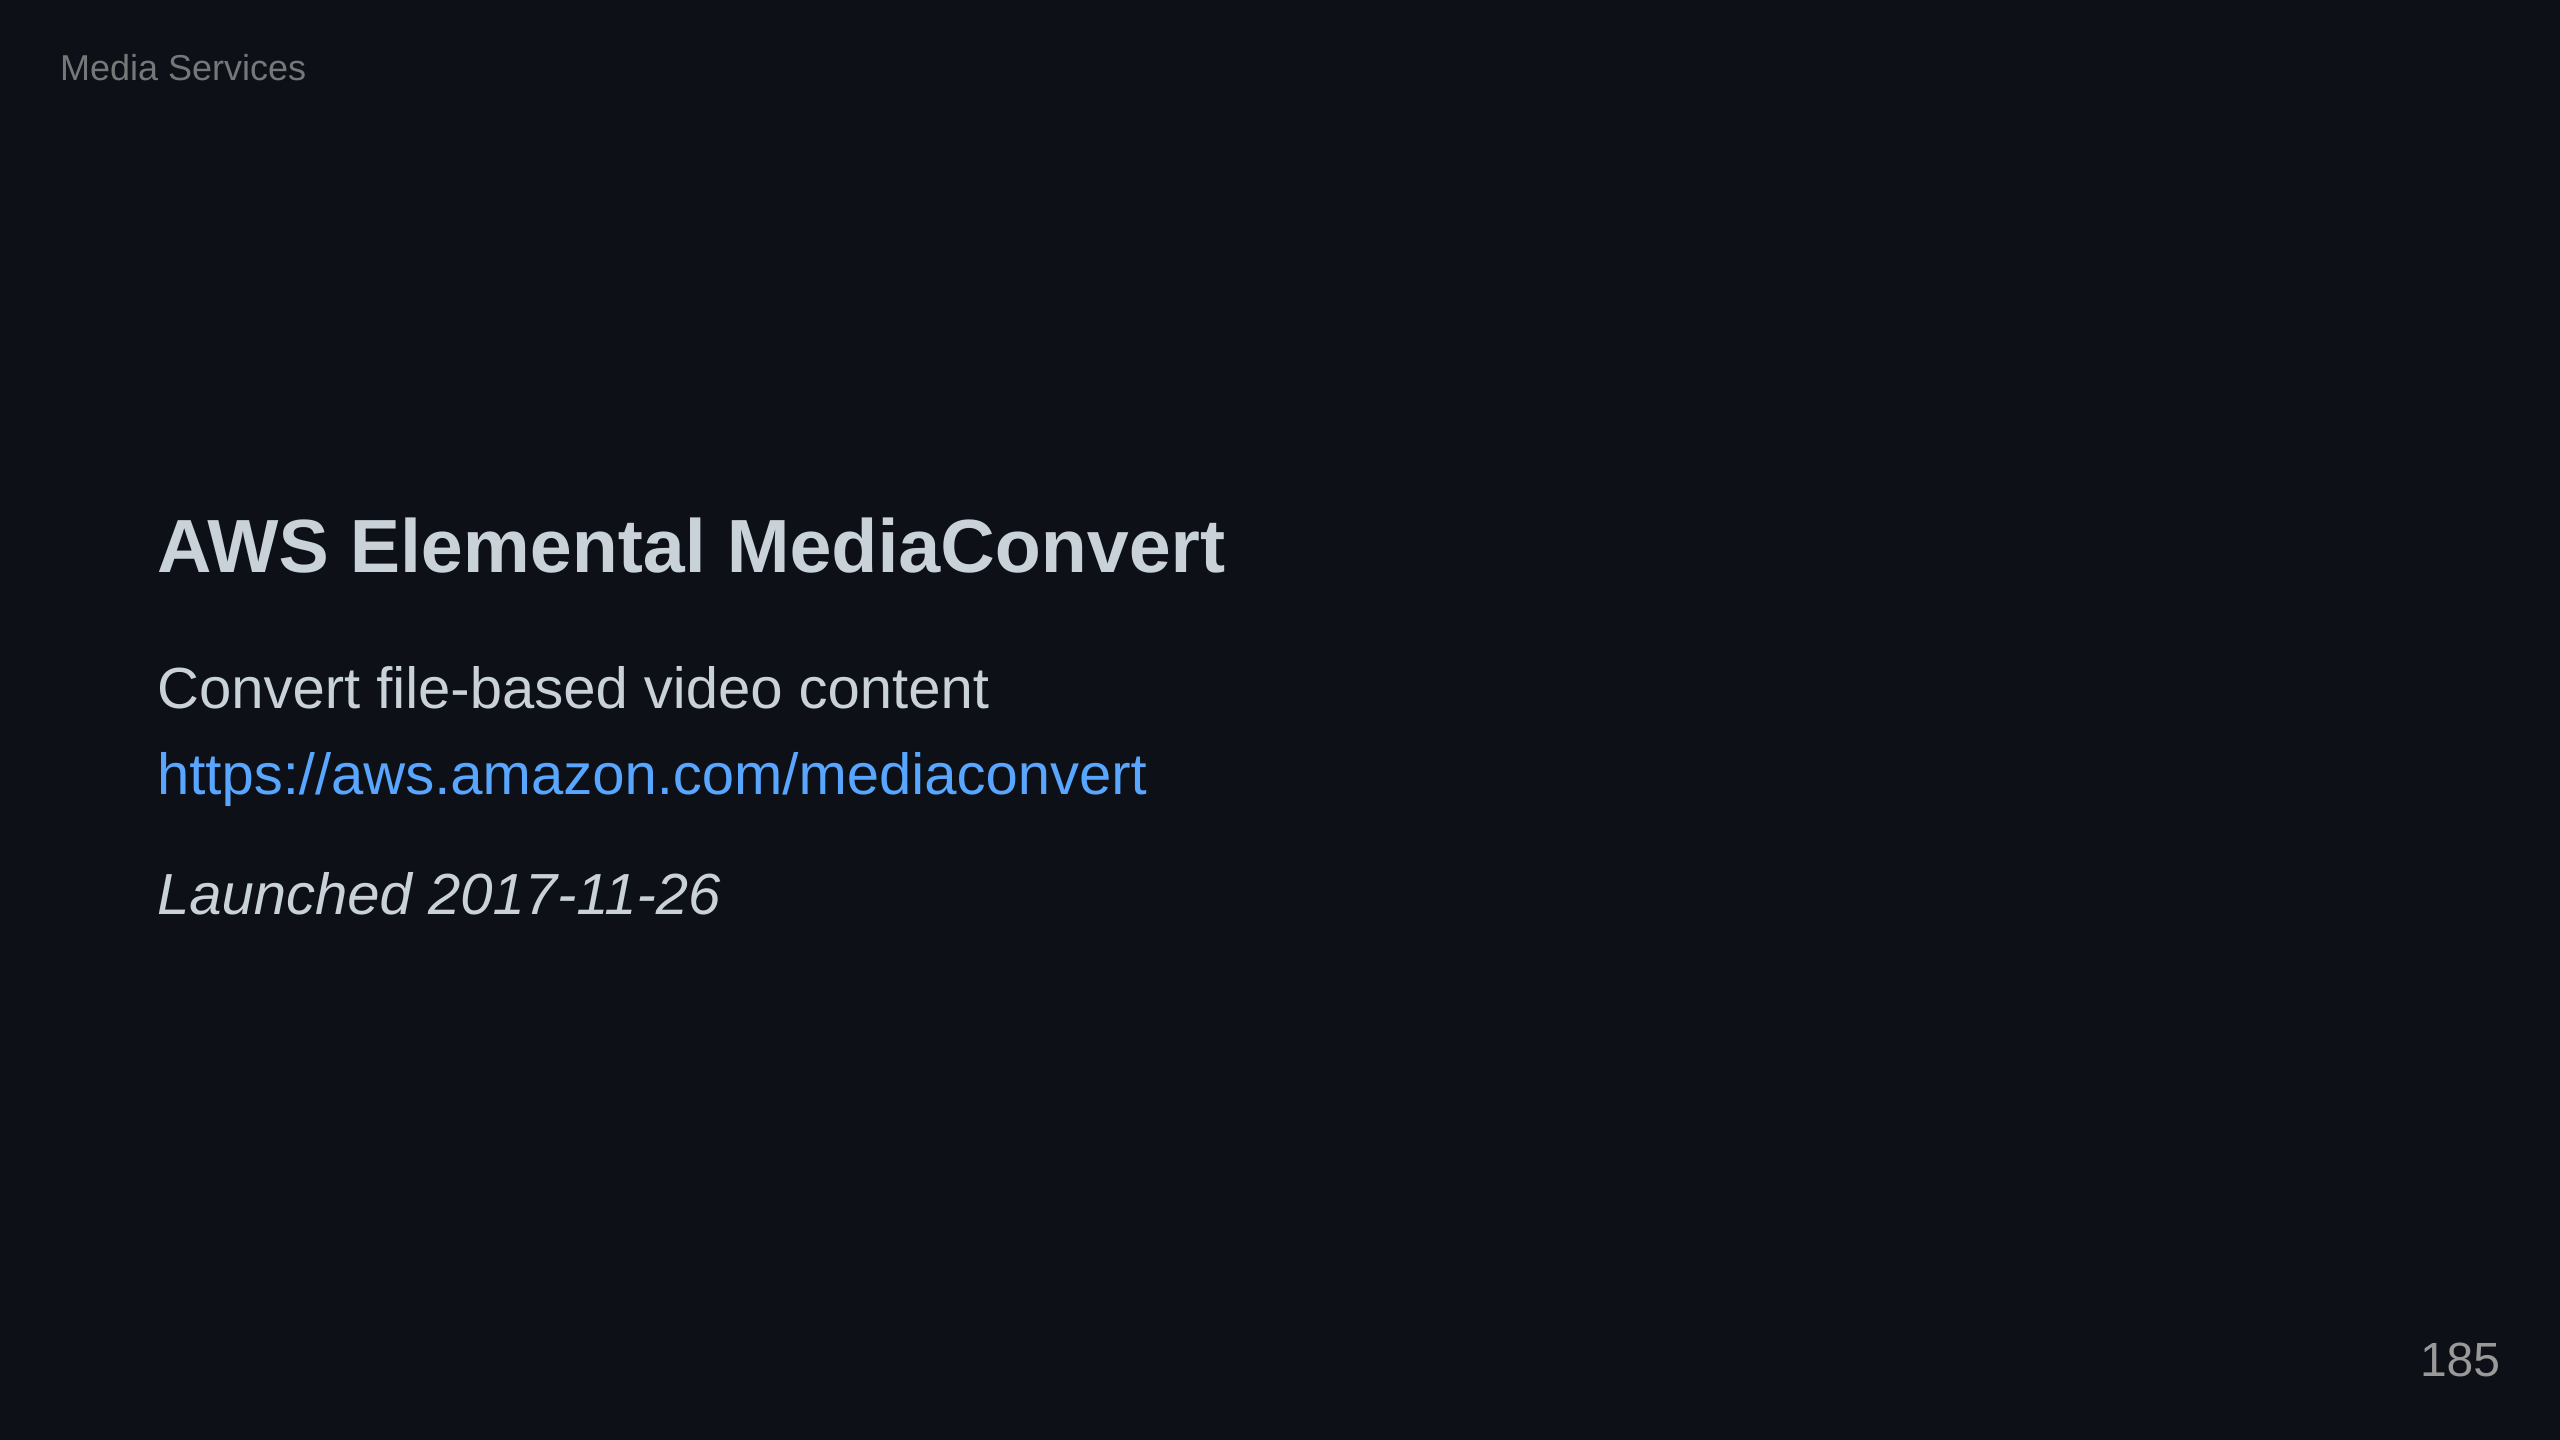 Media Services
AWS Elemental MediaConvert
Convert file-based video content
https://aws.amazon.com/mediaconvert
Launched 2017-11-26
185